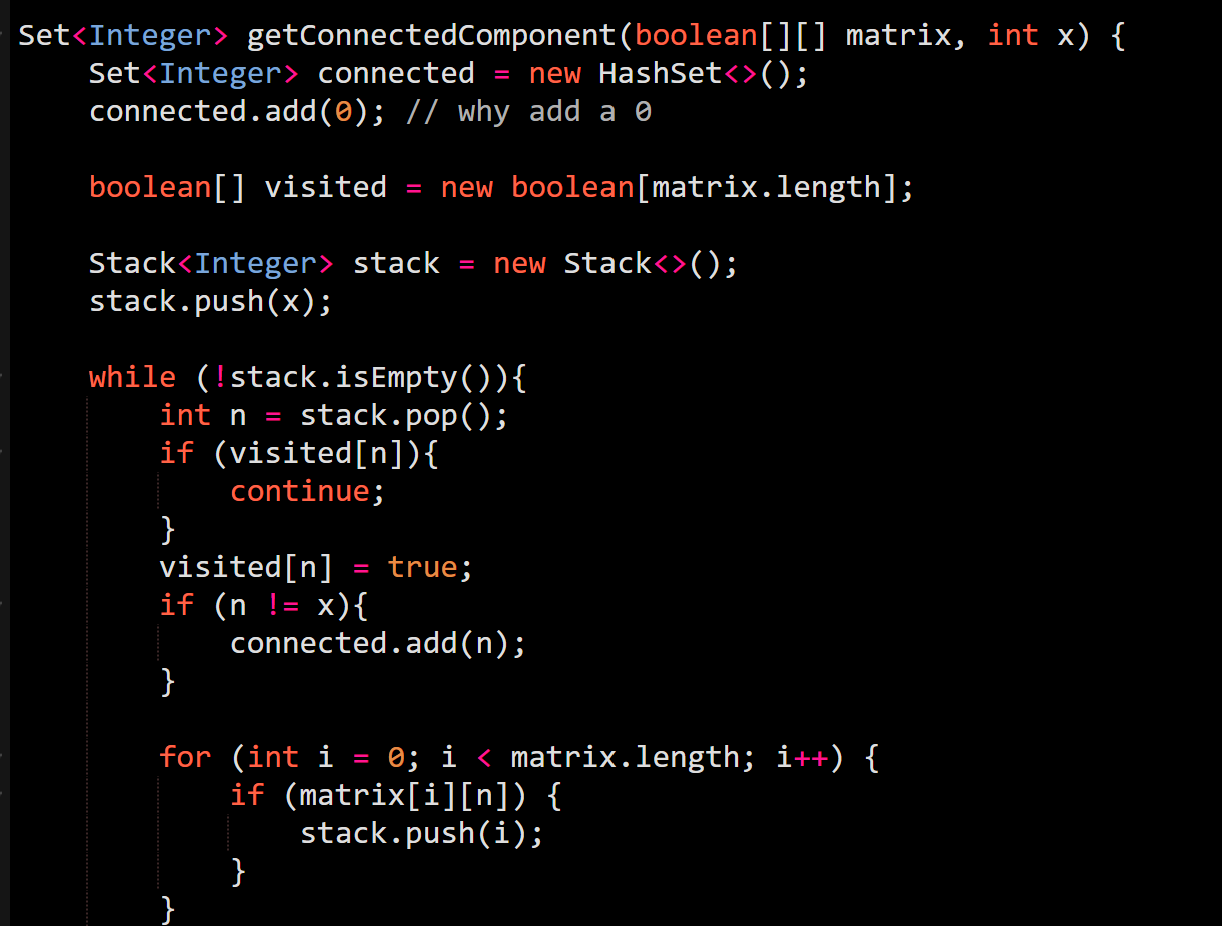 Set<Integer> getConnectedComponent(boolean[][] matrix, int x) {
    Set<Integer> connected = new HashSet<>();
    connected.add(0); // why add a 0

    boolean[] visited = new boolean[matrix.length];

    Stack<Integer> stack = new Stack<>();
    stack.push(x);

    while (!stack.isEmpty()){
        int n = stack.pop();
        if (visited[n]){
            continue;
        }
        visited[n] = true;
        if (n != x){
            connected.add(n);
        }

        for (int i = 0; i < matrix.length; i++) {
            if (matrix[i][n]) {
                stack.push(i);
            }
        }